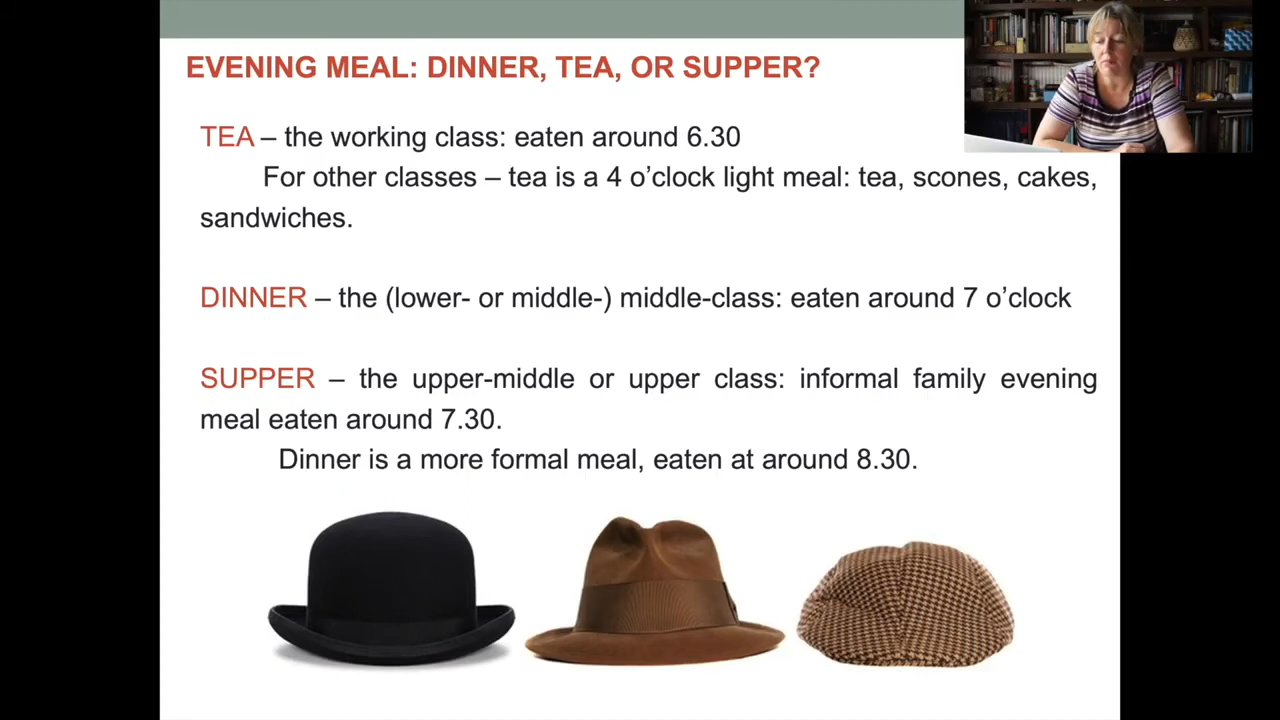 EVENING MEAL: DINNER, TEA, OR SUPPER?
TEA – the working class: eaten around 6.30
For other classes – tea is a 4 o’clock light meal: tea, scones, cakes,
sandwiches.
DINNER – the (lower- or middle-) middle-class: eaten around 7 o’clock
SUPPER – the upper-middle or upper class: informal family evening
meal eaten around 7.30.
Dinner is a more formal meal, eaten at around 8.30.